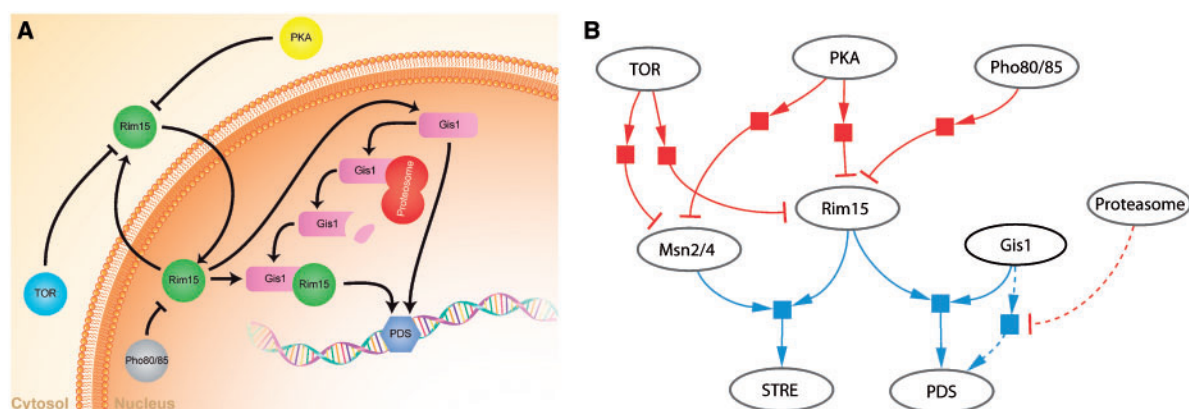 A
PKA
Rim15
Gis1
Gis1
Proteasome
Gis1
Rim15
Gis1
Rim15
TOR
PDS
Pho80/85
Cytosol
Nucleus
B
TOR
PKA
Pho80/85
Rim15
Proteasome
Msn2/4
Gis1
STRE
PDS